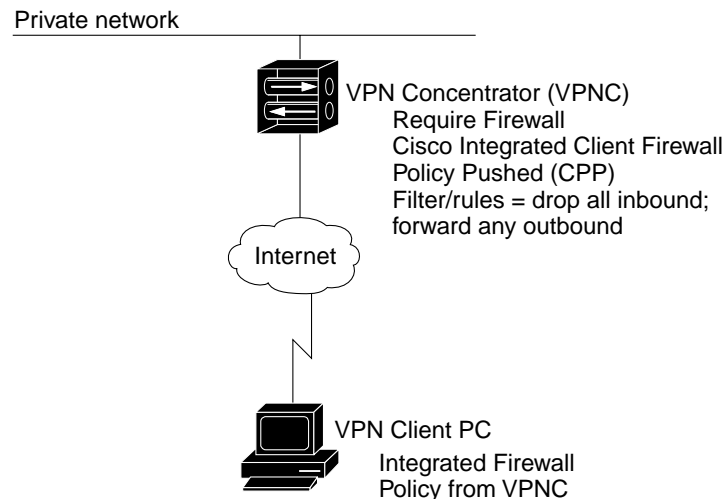 Private network
VPN Concentrator (VPNC)
Require Firewall
Cisco Integrated Client Firewall
Policy Pushed (CPP)
Filter/rules = drop all inbound;
forward any outbound
Internet
VPN Client PC
Integrated Firewall
Policy from VPNC